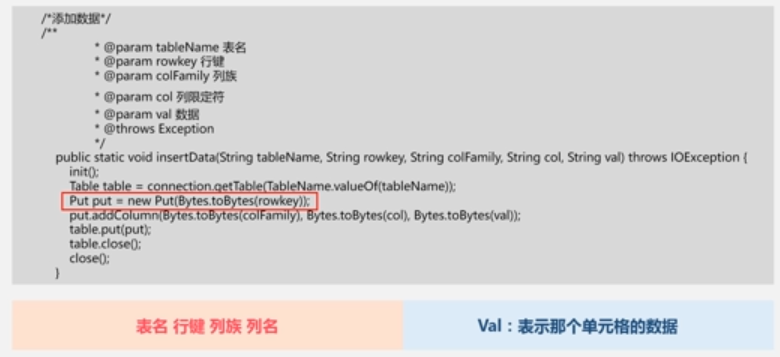 /*添加数据*/
/**
* @param tableName 表名
* @param rowkey 行键
* @param colFamily 列族
* @param col 列限定符
* @param val 数据
* @throws Exception
*/
public static void insertData(String tableName, String rowkey, String colFamily, String col, String val) throws IOException {
init();
Table table = connection.getTable(TableName.valueOf(tableName));
Put put = new Put(Bytes.toBytes(rowkey));
put.addColumn(Bytes.toBytes(colFamily), Bytes.toBytes(col), Bytes.toBytes(val));
table.put(put);
table.close();
close();
}
表名 行键 列族 列名
Val：表示那个单元格的数据